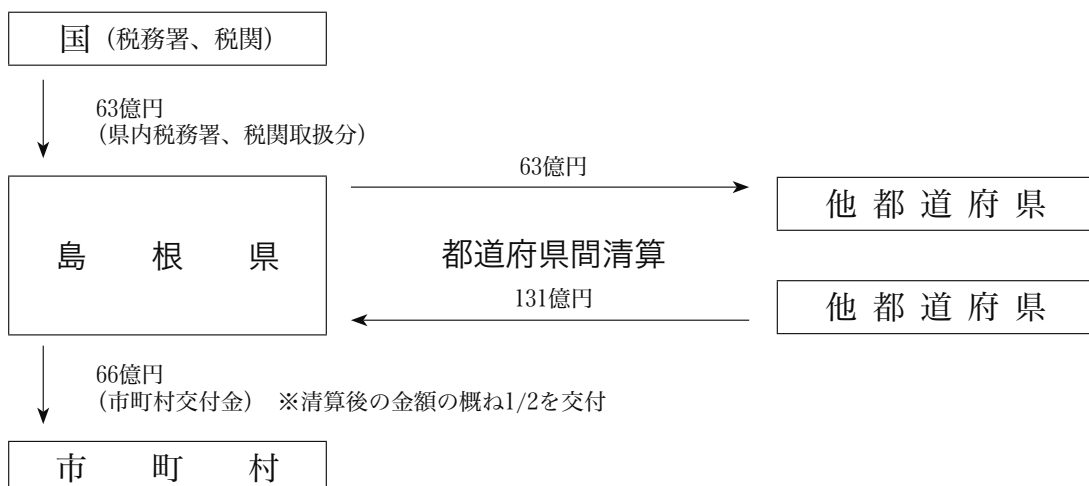 国（税務署、税関）
63億円
（県内税務署、税関取扱分）
63億円
他都道府県
島根県
都道府県間清算
131億円
他都道府県
66億円
（市町村交付金）　※清算後の金額の概ね1/2を交付
市町村